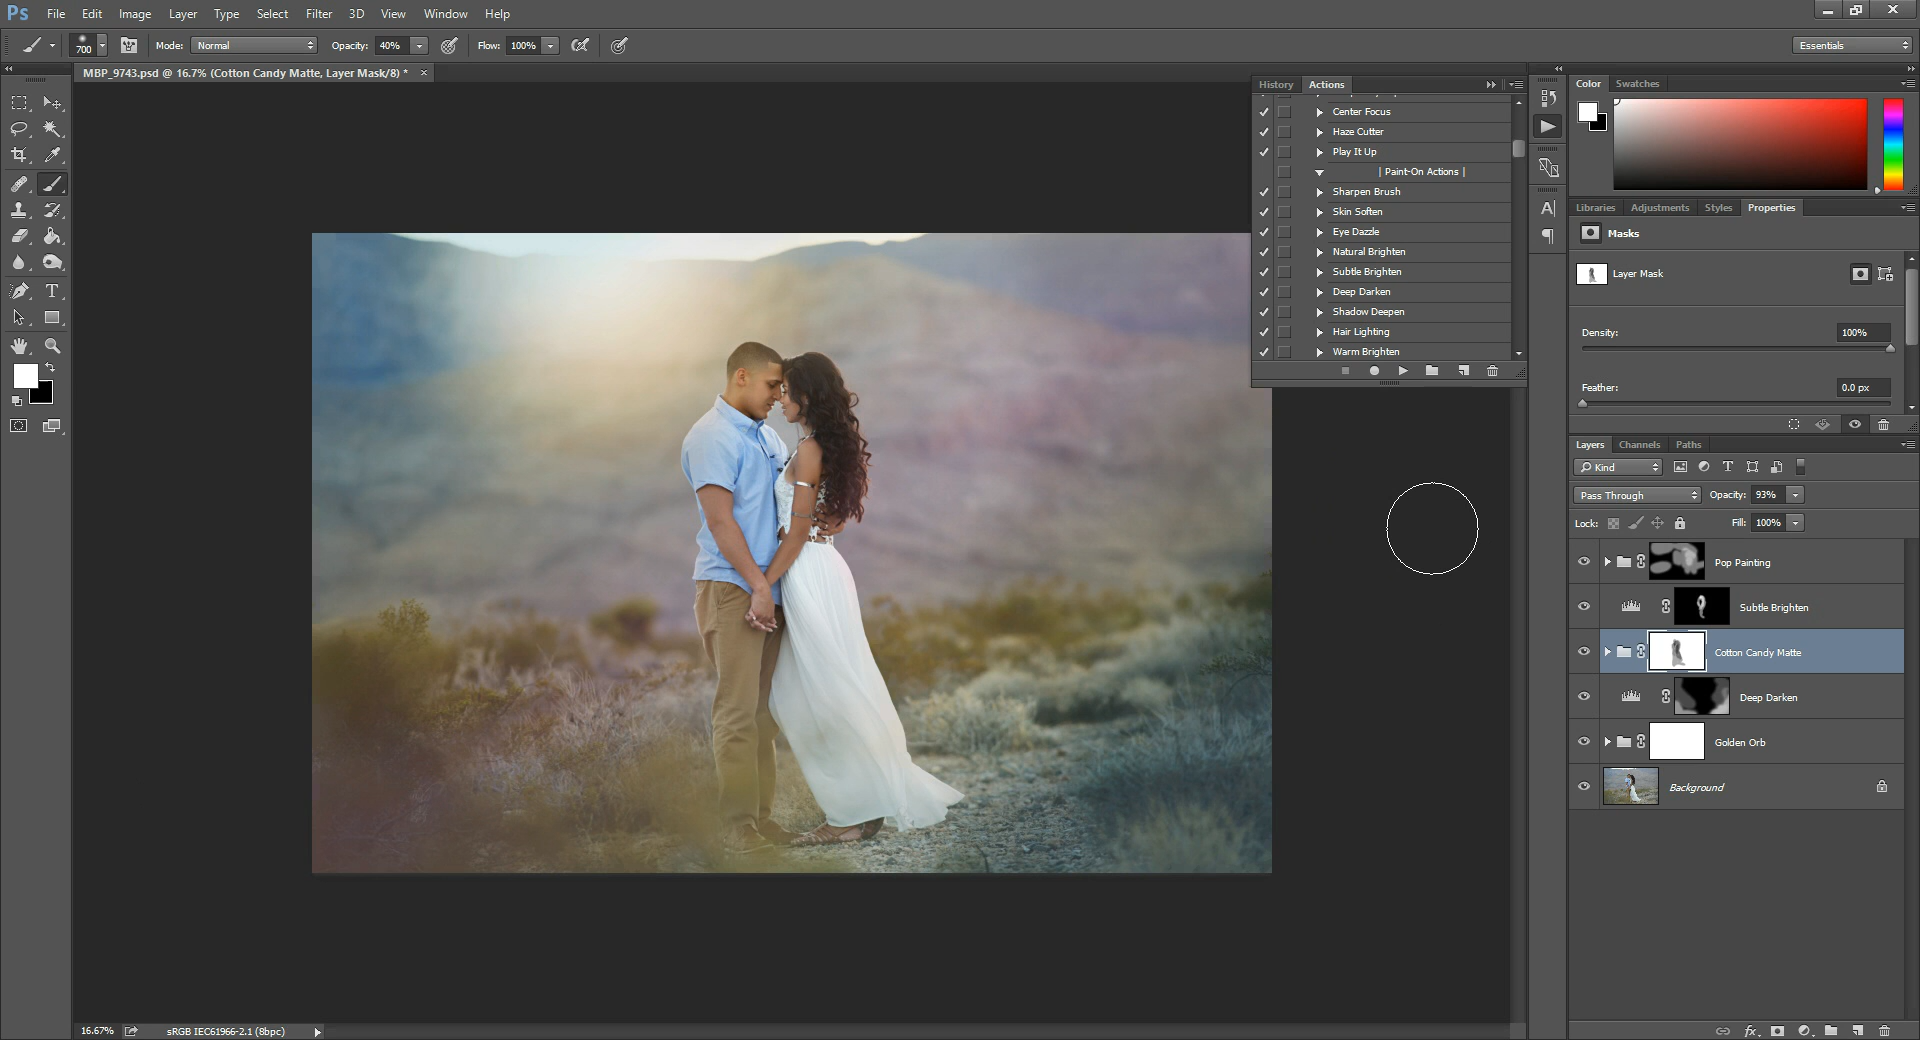 Ps File Edit Image Layer Type Select Filter 3D View Window Help
700 Mode: Normal Opacity: 40% Flow: 100% Essentials
MBP_9743.psd @ 16.7% (Cotton Candy Matte, Layer Mask/8) *
History Actions
Center Focus
Haze Cutter
Play It Up
| Paint-On Actions |
Sharpen Brush
Skin Soften
Eye Dazzle
Natural Brighten
Subtle Brighten
Deep Darken
Shadow Deepen
Hair Lighting
Warm Brighten
Color Swatches
Libraries Adjustments Styles Properties
Masks
Layer Mask
Density: 100%
Feather: 0.0 px
Layers Channels Paths
Kind
Pass Through Opacity: 93%
Lock: Fill: 100%
Pop Painting
Subtle Brighten
Cotton Candy Matte
Deep Darken
Golden Orb
Background
16.67% sRGB IEC61966-2.1 (8bpc)